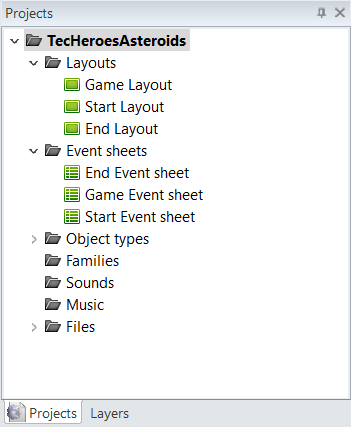 Projects
TecHeroesAsteroids
Layouts
Game Layout
Start Layout
End Layout
Event sheets
End Event sheet
Game Event sheet
Start Event sheet
Object types
Families
Sounds
Music
Files
Projects Layers